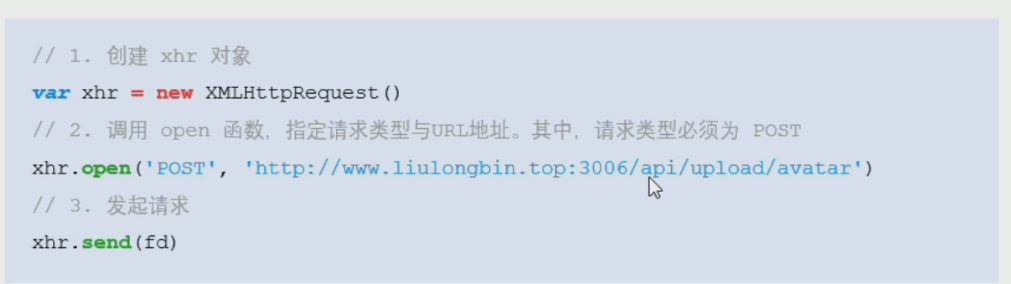 // 1. 创建 xhr 对象
var xhr = new XMLHttpRequest()
// 2. 调用 open 函数，指定请求类型与URL地址。其中，请求类型必须为 POST
xhr.open('POST', 'http://www.liulongbin.top:3006/api/upload/avatar')
// 3. 发起请求
xhr.send(fd)